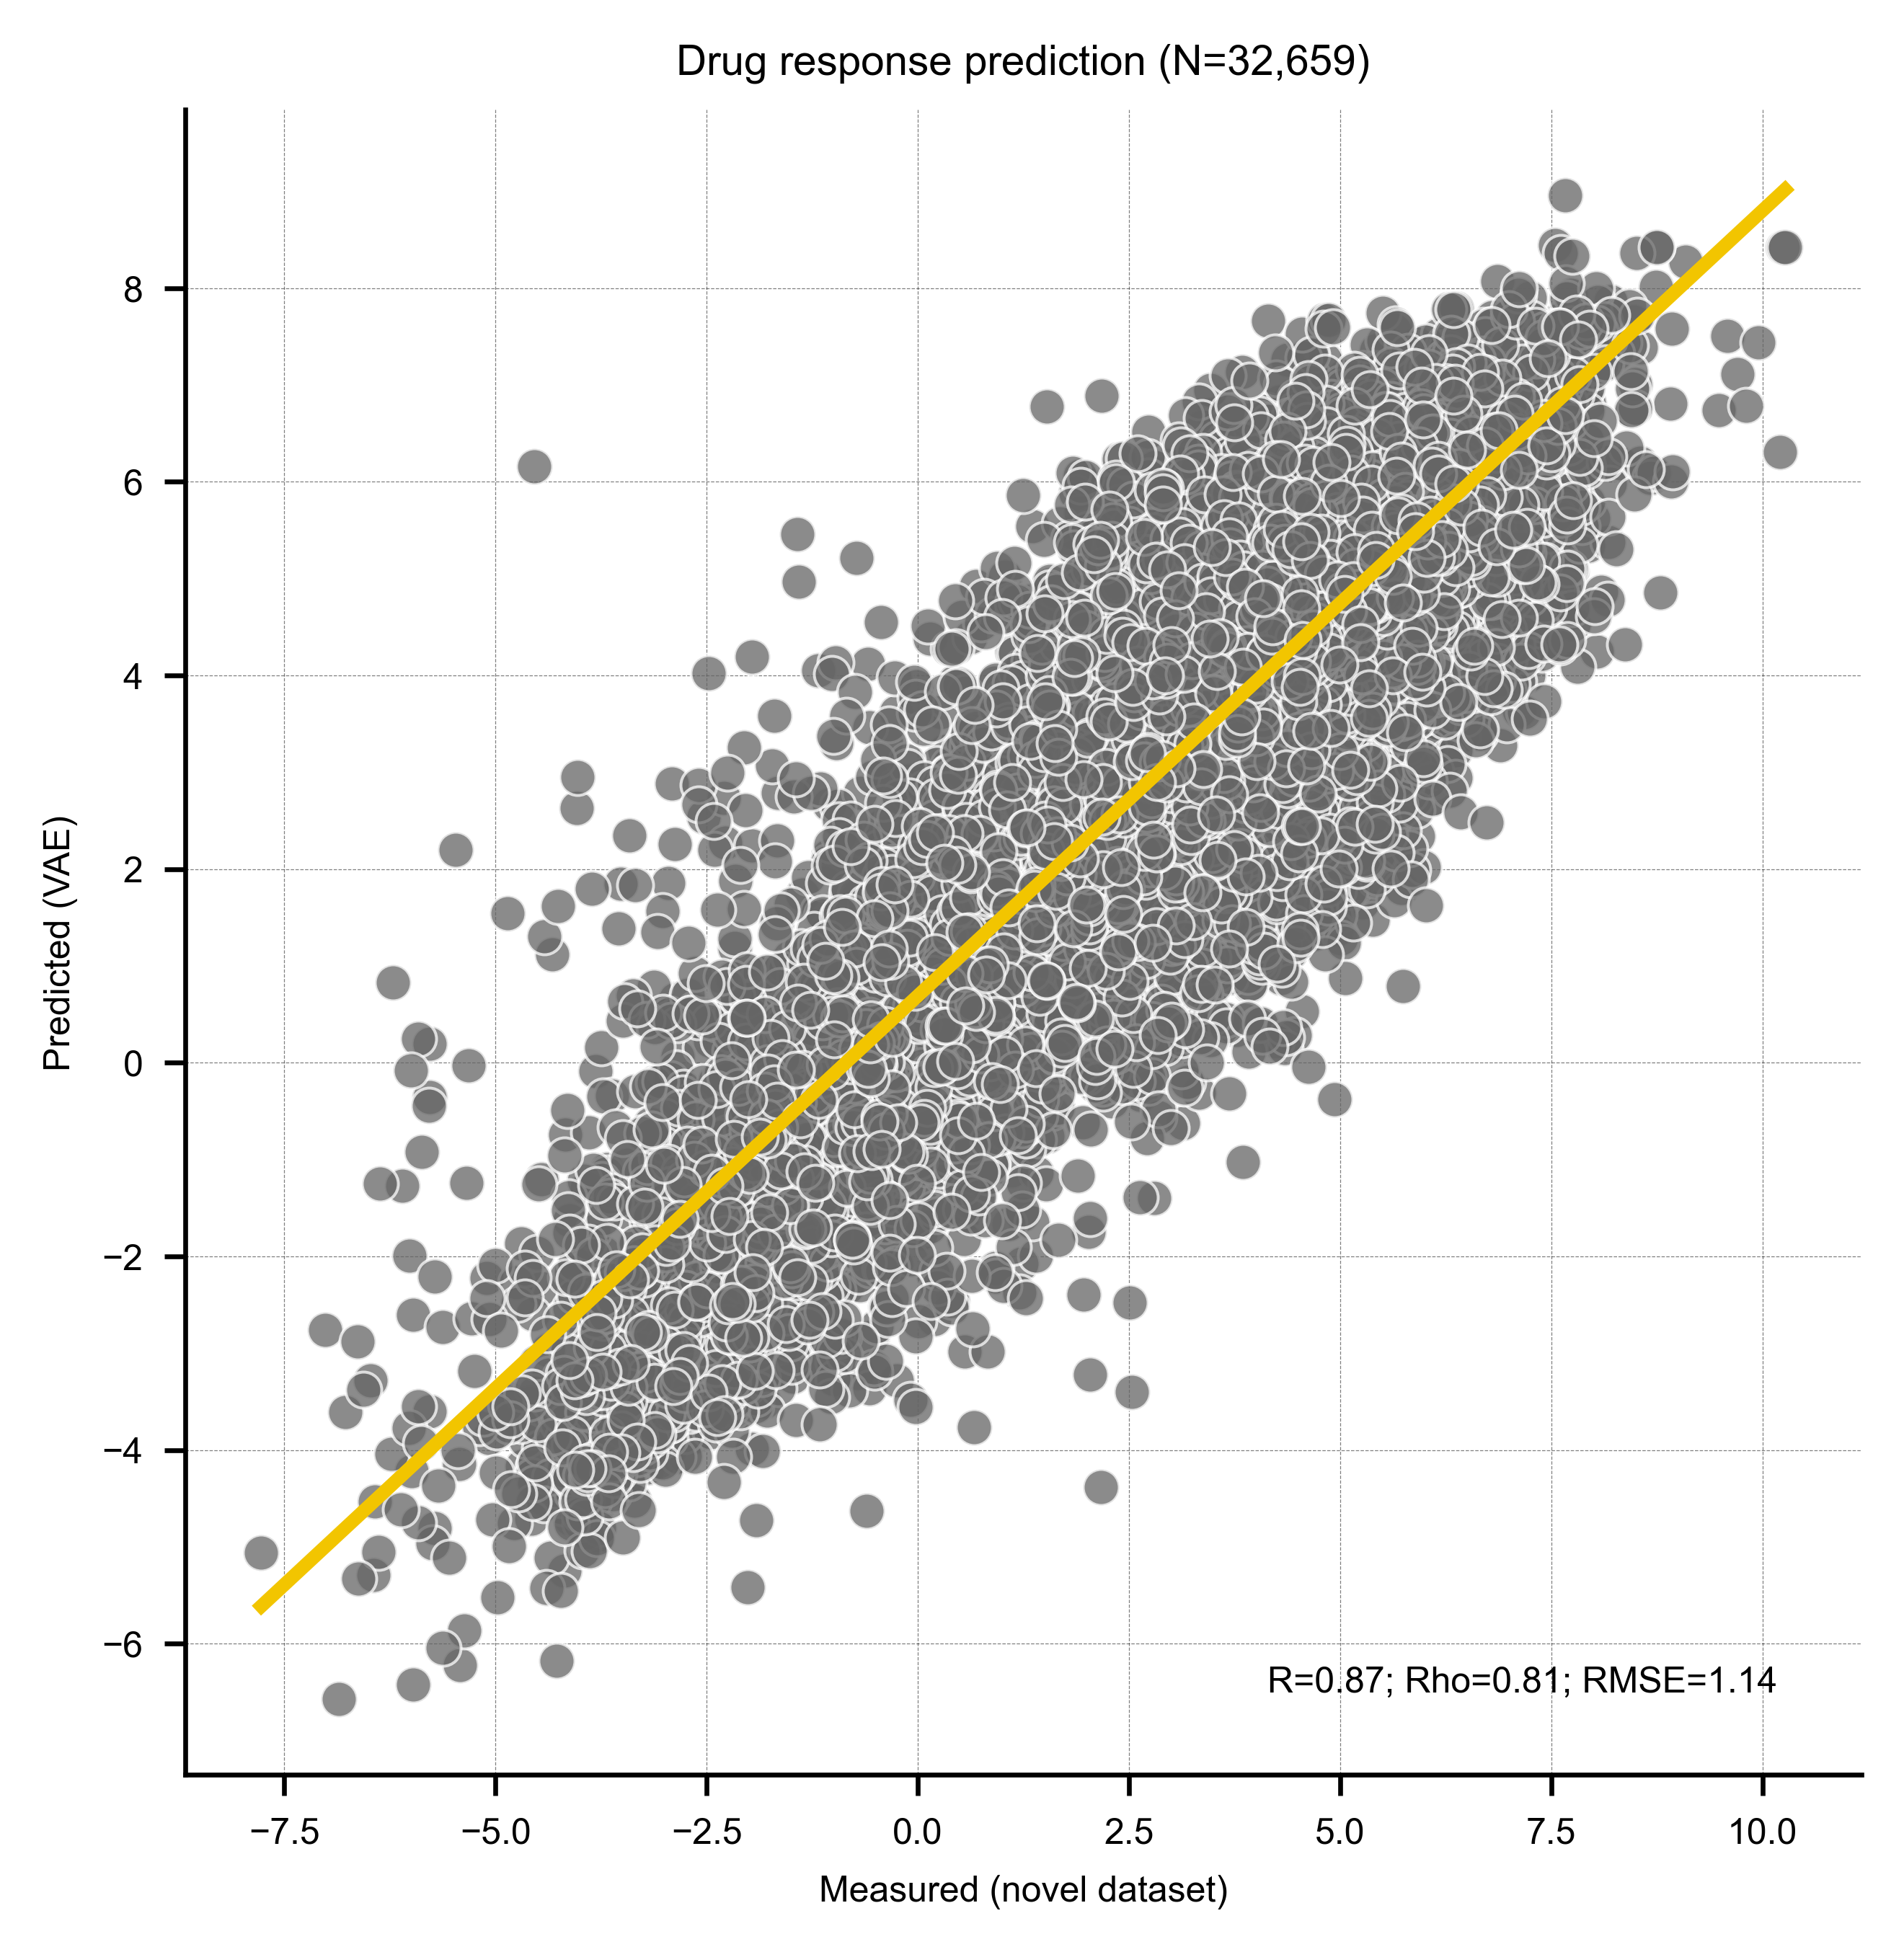 Drug response prediction (N=32,659)
Predicted (VAE)
8
6
4
2
0
−2
−4
−6
R=0.87; Rho=0.81; RMSE=1.14
−7.5 −5.0 −2.5 0.0 2.5 5.0 7.5 10.0
Measured (novel dataset)